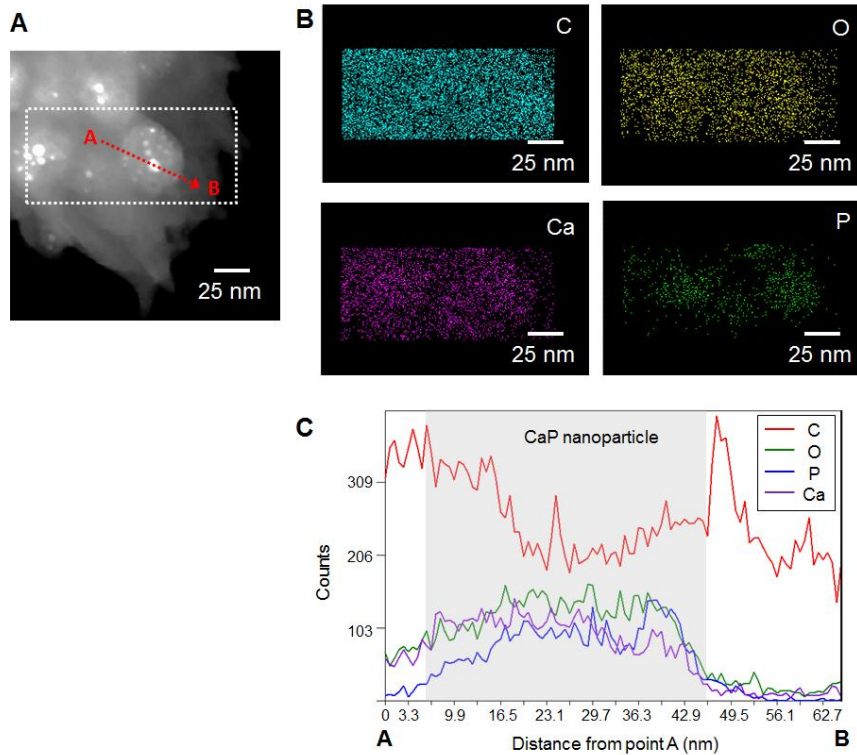 A
A
B
25 nm
B
C
25 nm
O
25 nm
Ca
25 nm
P
25 nm
C
CaP nanoparticle
C
O
P
Ca
Counts
309
206
103
0 3.3 9.9 16.5 23.1 29.7 36.3 42.9 49.5 56.1 62.7
A
Distance from point A (nm)
B